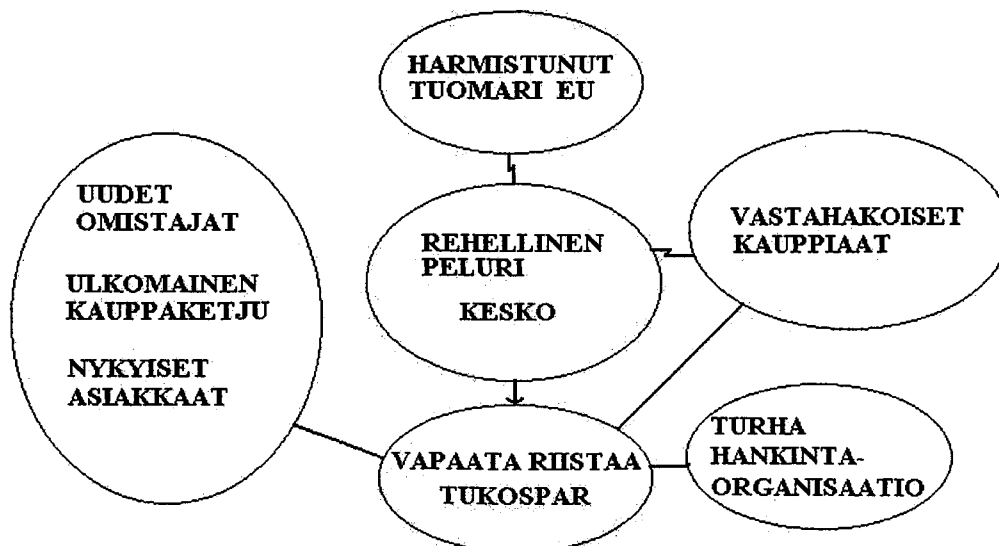 HARMISTUNUT
TUOMARI EU
UUDET
OMISTAJAT
ULKOMAINEN
KAUPPAKETJU
NYKYISET
ASIAKKAAT
REHELLINEN
PELURI
KESKO
VASTAHAKOISET
KAUPPIAAT
VAPAATA RIISTAA
TUKOSPAR
TURHA
HANKINTA-
ORGANISAATIO